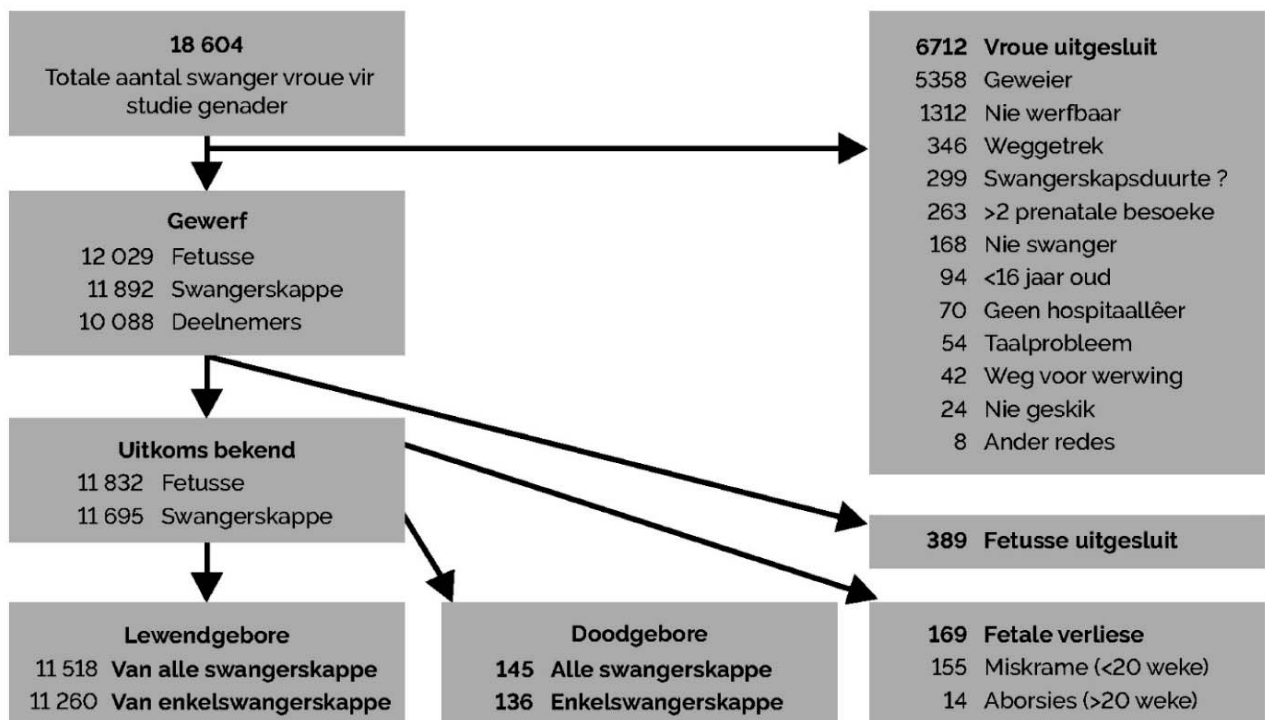 18 604
Totale aantal swanger vroue vir
studie genader
6712 Vroue uitgesluit
5358 Geweier
1312 Nie werfbaar
346 Weggetrek
299 Swangerskapsduurte ?
263 >2 prenatale besoeke
168 Nie swanger
94 <16 jaar oud
70 Geen hospitaallêer
54 Taalprobleem
42 Weg voor werwing
24 Nie geskik
8 Ander redes
Gewerf
12 029 Fetusse
11 892 Swangerskappe
10 088 Deelnemers
Uitkoms bekend
11 832 Fetusse
11 695 Swangerskappe
389 Fetusse uitgesluit
Lewendgebore
11 518 Van alle swangerskappe
11 260 Van enkelswangerskappe
Doodgebore
145 Alle swangerskappe
136 Enkelswangerskappe
169 Fetale verliese
155 Miskrame (<20 weke)
14 Aborsies (>20 weke)